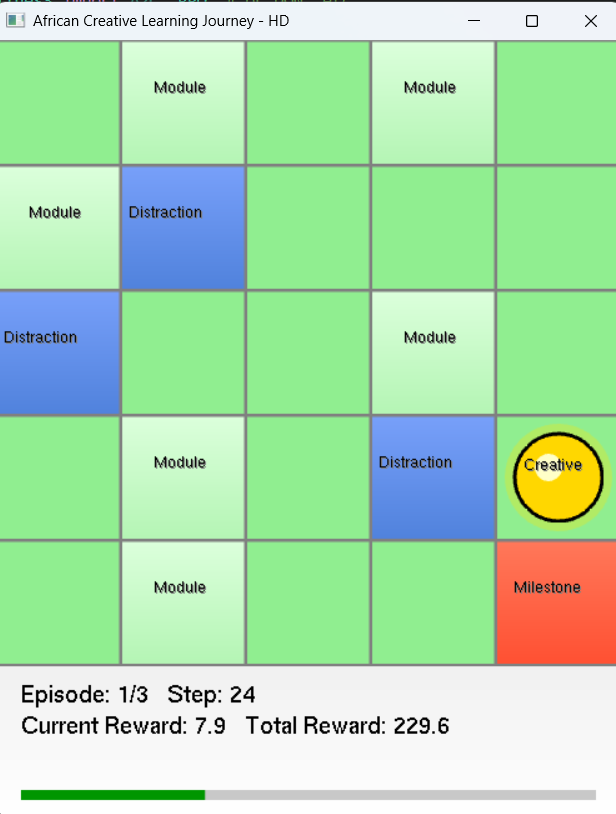 African Creative Learning Journey - HD
Module Module
Module Distraction
Distraction Module
Module Distraction Creative
Module Milestone
Episode: 1/3 Step: 24
Current Reward: 7.9 Total Reward: 229.6